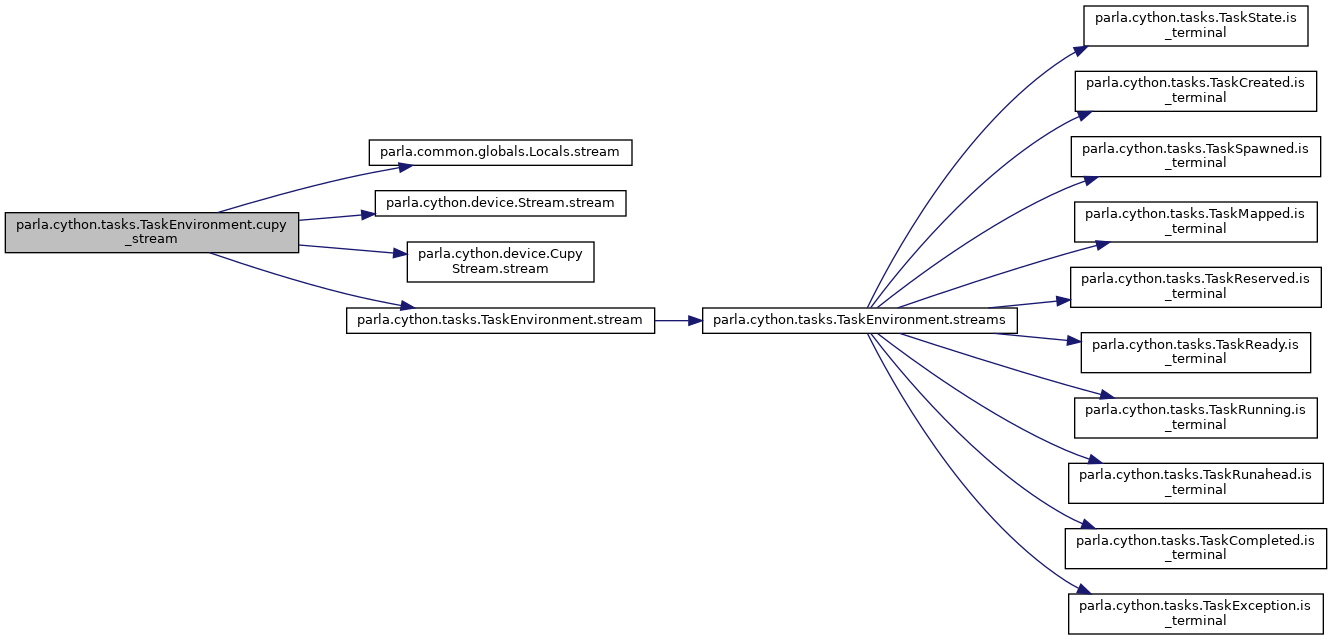 parla.cython.tasks.TaskEnvironment.cupy
_stream
parla.common.globals.Locals.stream
parla.cython.device.Stream.stream
parla.cython.device.Cupy
Stream.stream
parla.cython.tasks.TaskEnvironment.stream
parla.cython.tasks.TaskEnvironment.streams
parla.cython.tasks.TaskState.is
_terminal
parla.cython.tasks.TaskCreated.is
_terminal
parla.cython.tasks.TaskSpawned.is
_terminal
parla.cython.tasks.TaskMapped.is
_terminal
parla.cython.tasks.TaskReserved.is
_terminal
parla.cython.tasks.TaskReady.is
_terminal
parla.cython.tasks.TaskRunning.is
_terminal
parla.cython.tasks.TaskRunahead.is
_terminal
parla.cython.tasks.TaskCompleted.is
_terminal
parla.cython.tasks.TaskException.is
_terminal